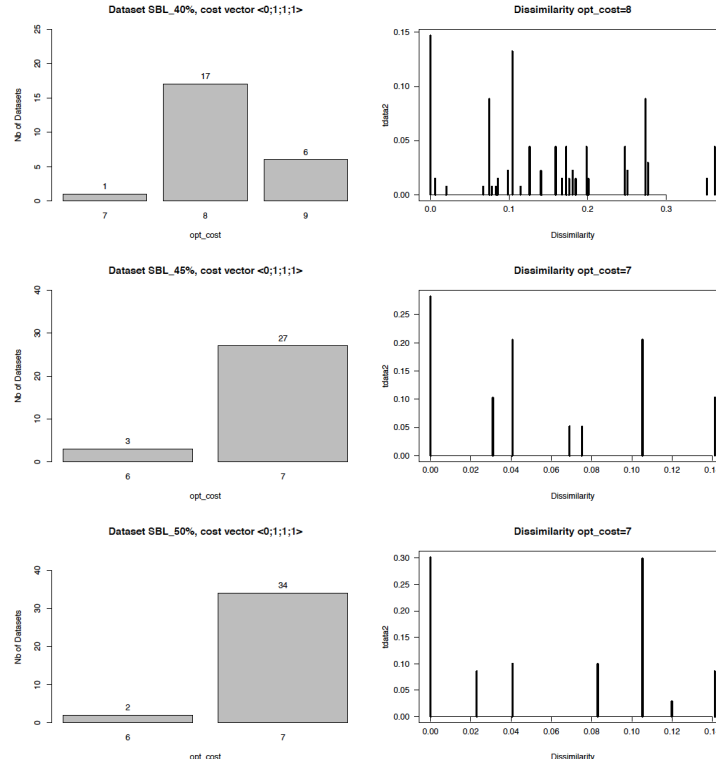 Dataset SBL_40%, cost vector <0;1;1;1>
Nb of Datasets
0 5 10 15 20 25
1 17 6
7 8 9
opt_cost
Dissimilarity opt_cost=8
tdata2
0.15
0.10
0.05
0.00
0.0 0.1 0.2 0.3
Dissimilarity
Dataset SBL_45%, cost vector <0;1;1;1>
Nb of Datasets
0 10 20 30 40
3 27
6 7
opt_cost
Dissimilarity opt_cost=7
tdata2
0.25
0.20
0.15
0.10
0.05
0.00
0.00 0.02 0.04 0.06 0.08 0.10 0.12
Dissimilarity
Dataset SBL_50%, cost vector <0;1;1;1>
Nb of Datasets
0 10 20 30 40
2 34
6 7
opt_cost
Dissimilarity opt_cost=7
tdata2
0.30
0.25
0.20
0.15
0.10
0.05
0.00
0.00 0.02 0.04 0.06 0.08 0.10 0.12
Dissimilarity